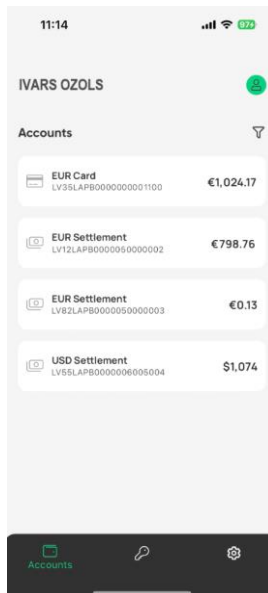 11:14
97
IVARS OZOLS
Accounts
EUR Card
LV35LAPB0000000001100
€1,024.17
EUR Settlement
LV12LAPB0000050000002
€798.76
EUR Settlement
LV82LAPB0000050000003
€0.13
USD Settlement
LV55LAPB0000006005004
$1,074
Accounts